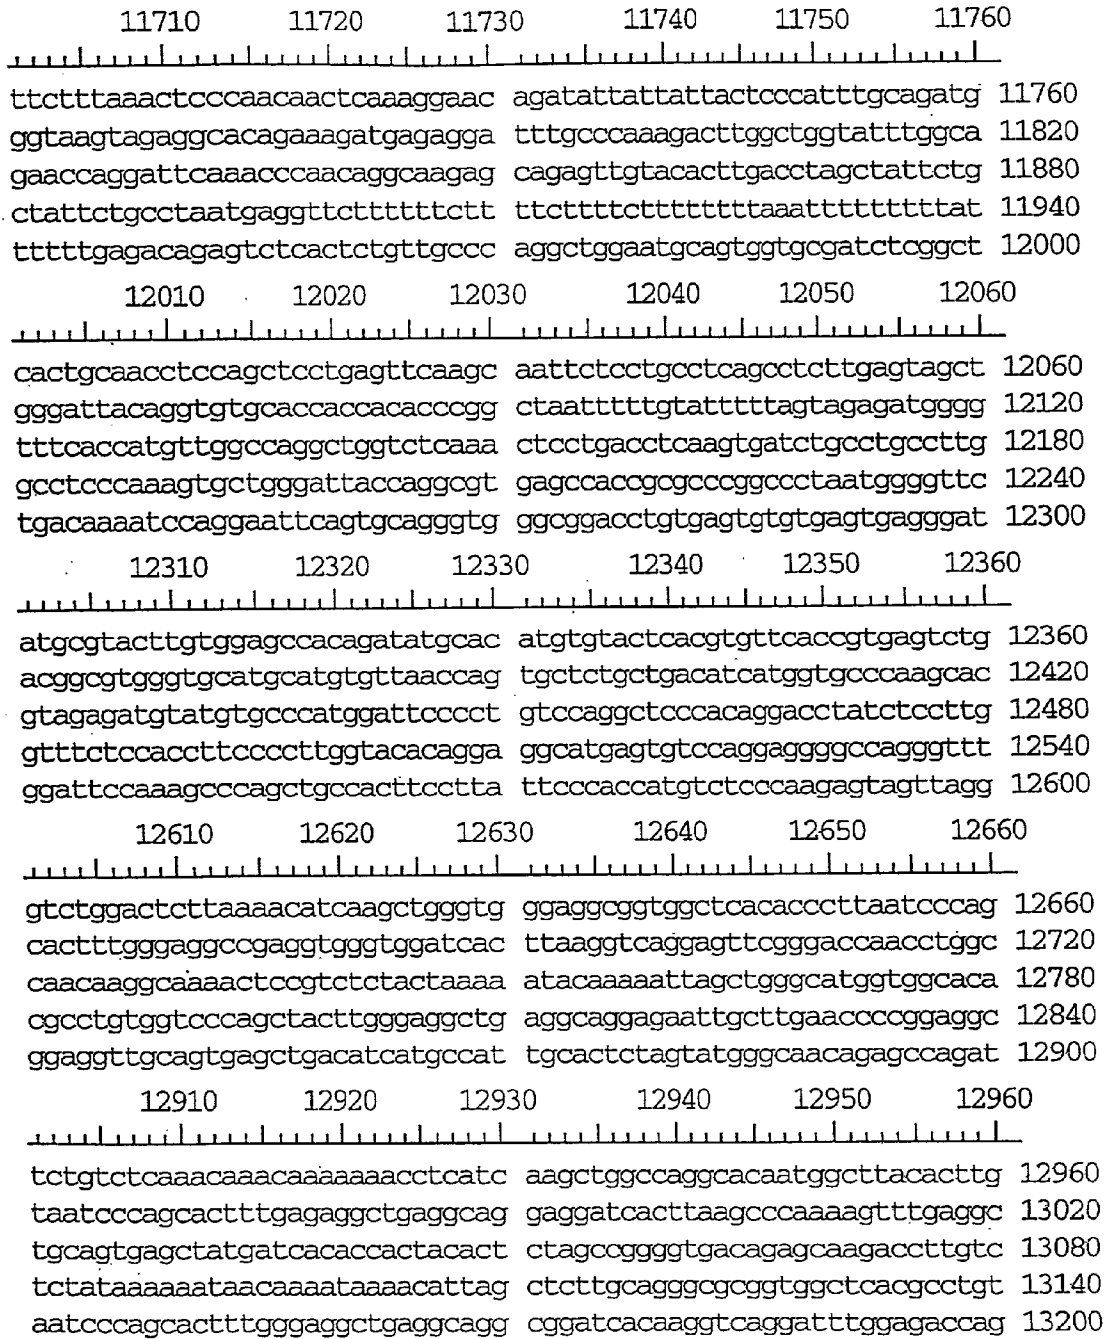 11710 11720 11730 11740 11750 11760
ttctttaaactcccaacaactcaaaggaac agatattattattactcccatttgcagatg 11760
ggtaagtagaggcacagaaagatgagagga tttgcccaaagacttggctggtatttggca 11820
gaaccaggattcaaacccaacaggcaagag cagagttgtacacttgacctagctattctg 11880
ctattctgcctaatgaggttcttttttctt ttcttttctttttttttaaatttttttttat 11940
tttttgagacagagtctcactctgttgccc aggctggaatgcagtggtgcgatctcggct 12000
12010 12020 12030 12040 12050 12060
cactgcaacctccagctcctgagttcaagc aattctcctgcctcagcctcttgagtagct 12060
gggattacaggtgtgcaccaccacacccgg ctaatttttgtatttttagtagagatgggg 12120
tttcaccatgttggccaggctggtctcaaa ctcctgacctcaagtgatctgcctgccttg 12180
gcctcccaaagtgctgggattaccaggcgt gagccaccgcgcccggccctaatggggttc 12240
tgacaaaatccaggaattcagtgcagggtg ggcggacctgtgagtgtgtgagtgagggat 12300
12310 12320 12330 12340 12350 12360
atgcgtacttgtggagccacagatatgcac atgtgtactcacgtgttcaccgtgagtctg 12360
acggcgtgggtgcatgcatgtgttaaccag tgctctgctgacatcatggtgcccaagcac 12420
gtagagatgtatgtgcccatggattcccct gtccaggctcccacaggacctatctccttg 12480
gtttctccaccttccccttggtacacagga ggcatgagtgtccaggaggggccagggttt 12540
ggattccaaagcccagctgccacttcctta ttcccaccatgtctcccaagagtagttagg 12600
12610 12620 12630 12640 12650 12660
gtctggactcttaaaacatcaagctgggtg ggaggcggtggctcacacccttaatcccag 12660
cactttgggaggccgaggtgggtggatcac ttaaggtcaggagttcgggaccaacctggc 12720
caacaaggcaaaactccgtctctactaaaa atacaaaaattagctgggcatggtggcaca 12780
cgcctgtggtcccagctacttgggaggctg aggcaggagaattgcttgaaccccggaggc 12840
ggaggttgcagtgagctgacatcatgccat tgcactctagtatgggcaacagagccagat 12900
12910 12920 12930 12940 12950 12960
tctgtctcaaacaaacaaaaaaacctcatc aagctggccaggcacaatggcttacacttg 12960
taatcccagcactttgagaggctgaggcag gaggatcacttaagcccaaaagtttgaggc 13020
tgcagtgagctatgatcacaccactacact ctagccggggtgacagagcaagaccttgtc 13080
tctataaaaaataacaaaataaaacattag ctcttgcagggcgcggtggctcacgcctgt 13140
aatcccagcactttgggaggctgaggcagg cggatcacaaggtcaggatttggagaccag 13200